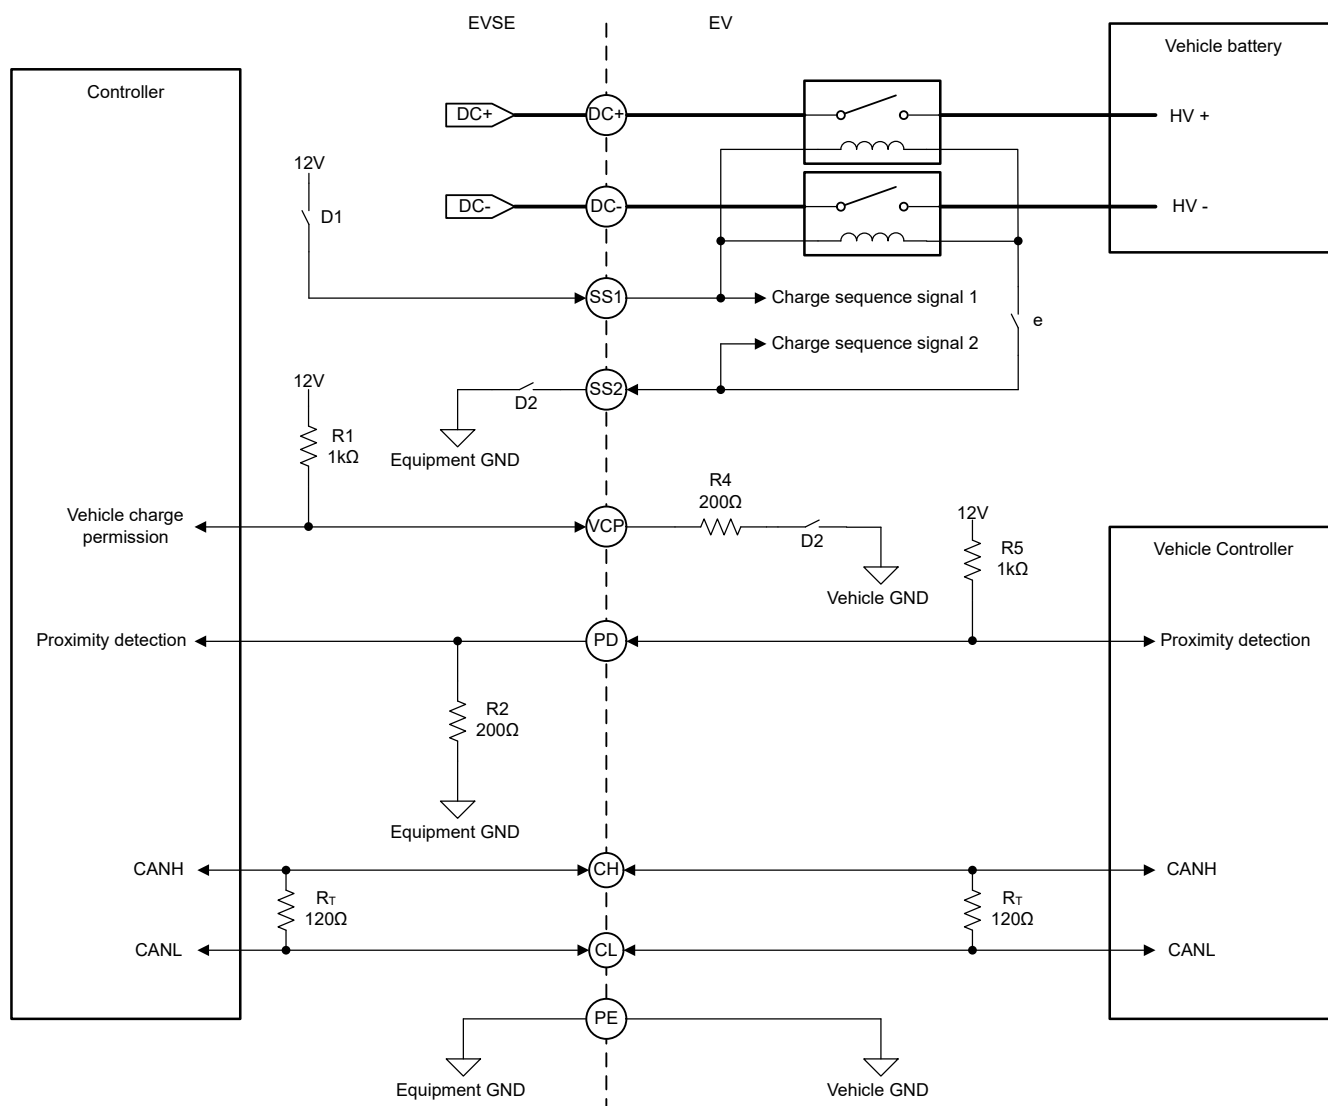 EVSE
EV
Vehicle battery
Controller
DC+
DC+
HV +
12V
D1
DC-
DC-
HV -
SS1
Charge sequence signal 1
e
Charge sequence signal 2
12V
SS2
D2
R1
1kΩ
Equipment GND
R4
200Ω
Vehicle charge
permission
VCP
D2
12V
R5
1kΩ
Vehicle Controller
Vehicle GND
Proximity detection
PD
Proximity detection
R2
200Ω
Equipment GND
CANH
CH
CANH
RT
120Ω
RT
120Ω
CANL
CL
CANL
PE
Equipment GND
Vehicle GND